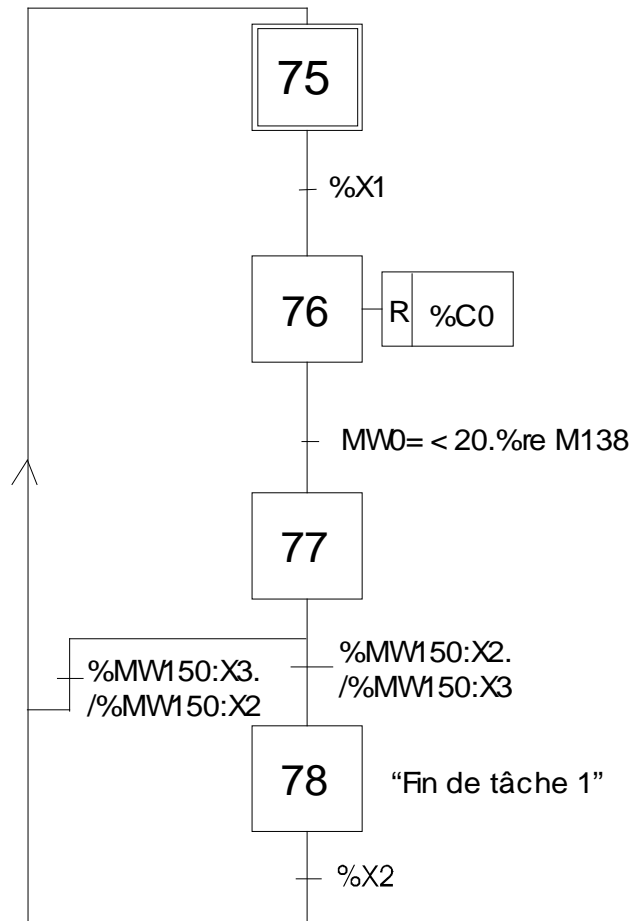 75
%X1
76
R %C0
MW0= < 20.%re M138
77
%MW150:X3.
/%MW150:X2
%MW150:X2.
/%MW150:X3
78
“Fin de tâche 1”
%X2